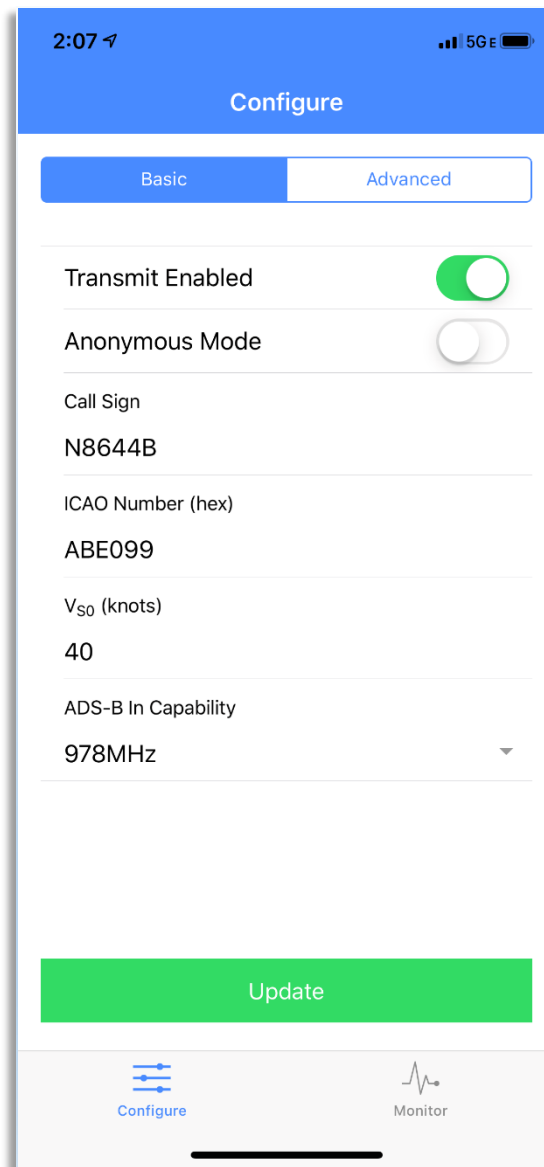 2:07 5G E
Configure
Basic Advanced
Transmit Enabled
Anonymous Mode
Call Sign
N8644B
ICAO Number (hex)
ABE099
VS0 (knots)
40
ADS-B In Capability
978MHz
Update
Configure Monitor